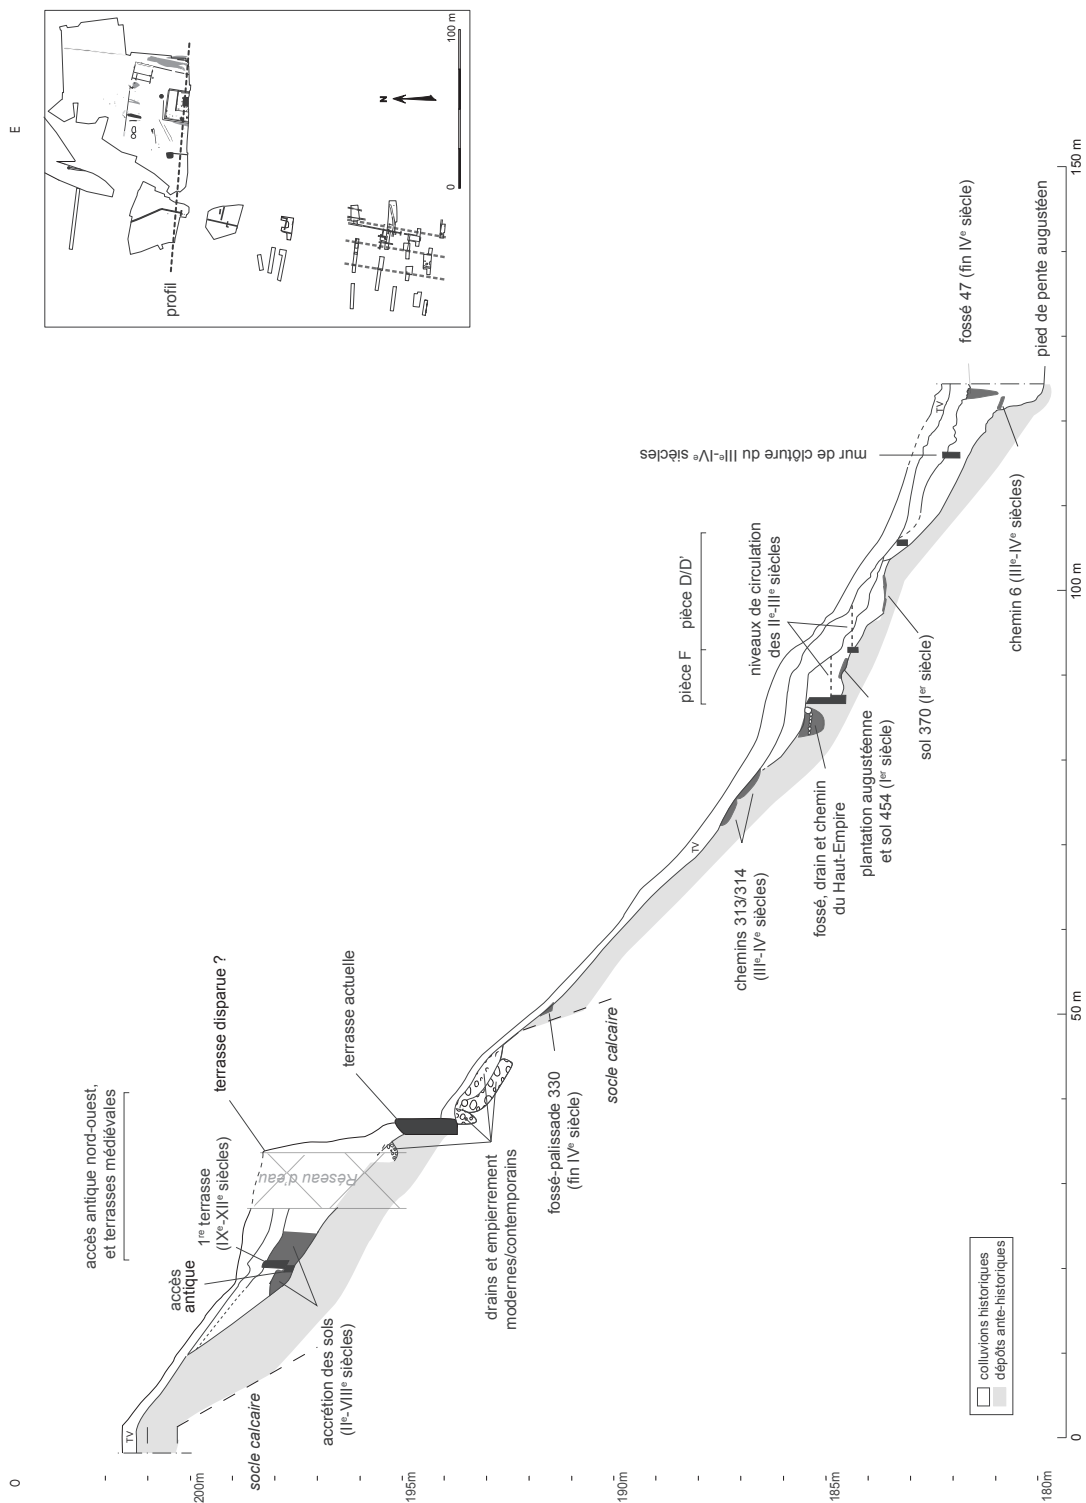 0
E
profil
N
0
100 m
accès antique nord-ouest,
et terrasses médiévales
accès
antique
1re terrasse
(IXe-XIIe siècles)
terrasse disparue ?
terrasse actuelle
Réseau d'eau
TV
socle calcaire
accrétion des sols
(IIe-VIIIe siècles)
drains et empierrement
modernes/contemporains
fossé-palissade 330
(fin IVe siècle)
socle calcaire
TV
chemins 313/314
(IIIe-IVe siècles)
pièce F
pièce D/D'
niveaux de circulation
des IIe-IIIe siècles
mur de clôture du IIIe-IVe siècles
fossé, drain et chemin
du Haut-Empire
plantation augustéenne
et sol 454 (Ier siècle)
sol 370 (Ier siècle)
TV
fossé 47 (fin IVe siècle)
chemin 6 (IIIe-IVe siècles)
pied de pente augustéen
colluvions historiques
dépôts ante-historiques
200m
195m
190m
185m
180m
0
50 m
100 m
150 m